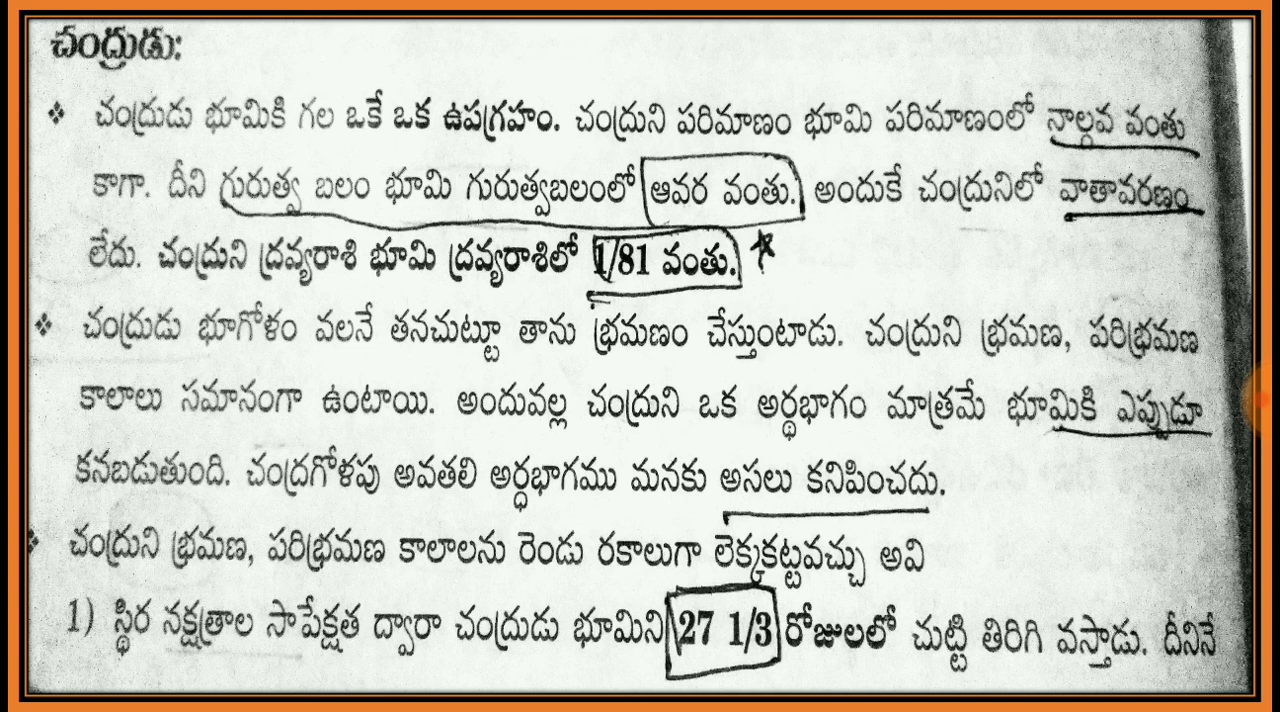 చంద్రుడు:
❖ చంద్రుడు భూమికి గల ఒకే ఒక ఉపగ్రహం. చంద్రుని పరిమాణం భూమి పరిమాణంలో నాల్గవ వంతు
కాగా. దీని గురుత్వ బలం భూమి గురుత్వబలంలో ఆవర వంతు. అందుకే చంద్రునిలో వాతావరణం
లేదు. చంద్రుని ద్రవ్యరాశి భూమి ద్రవ్యరాశిలో 1/81 వంతు.
❖ చంద్రుడు భూగోళం వలనే తనచుట్టూ తాను భ్రమణం చేస్తుంటాడు. చంద్రుని భ్రమణ, పరిభ్రమణ
కాలాలు సమానంగా ఉంటాయి. అందువల్ల చంద్రుని ఒక అర్థభాగం మాత్రమే భూమికి ఎప్పుడూ
కనబడుతుంది. చంద్రగోళపు అవతలి అర్ధభాగము మనకు అసలు కనిపించదు.
❖ చంద్రుని భ్రమణ, పరిభ్రమణ కాలాలను రెండు రకాలుగా లెక్కకట్టవచ్చు అవి
1) స్థిర నక్షత్రాల సాపేక్షత ద్వారా చంద్రుడు భూమిని 27 1/3 రోజులలో చుట్టి తిరిగి వస్తాడు. దీనినే